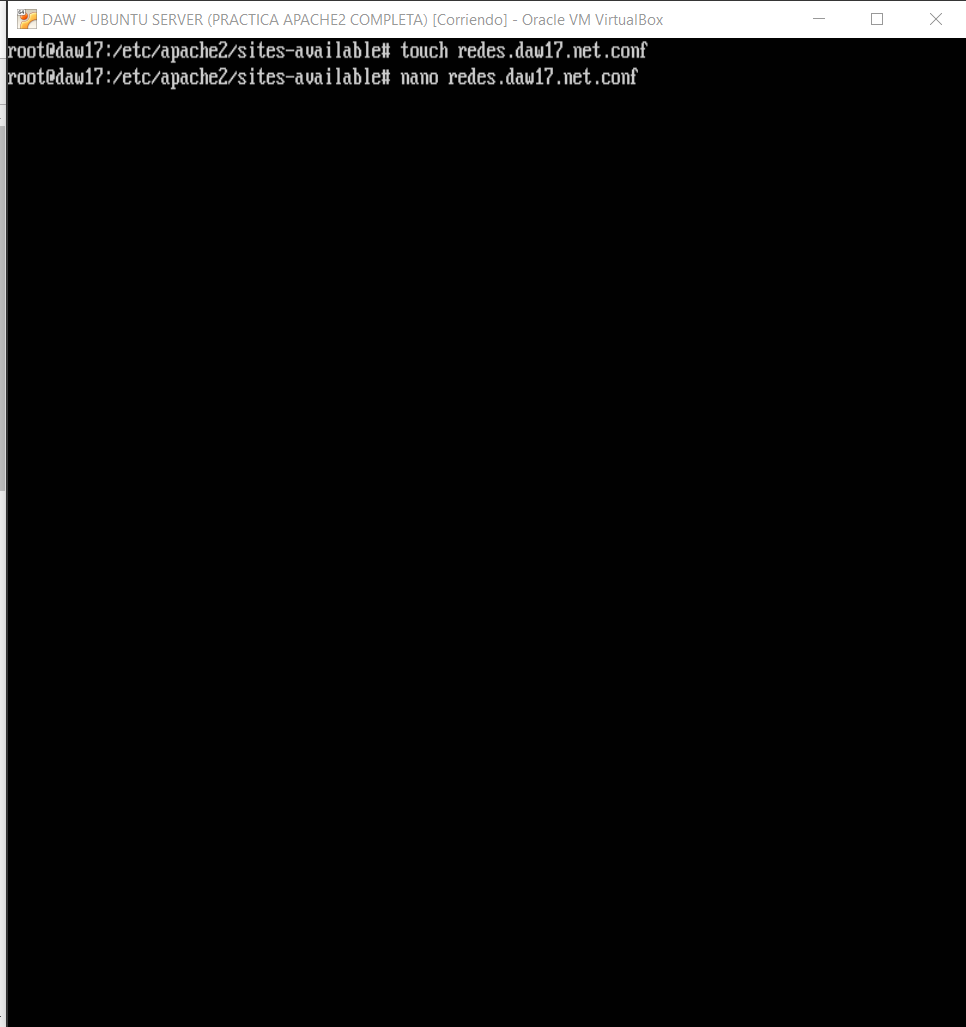 DAW - UBUNTU SERVER (PRACTICA APACHE2 COMPLETA) [Corriendo] - Oracle VM VirtualBox
root@daw17:/etc/apache2/sites-available# touch redes.daw17.net.conf
root@daw17:/etc/apache2/sites-available# nano redes.daw17.net.conf